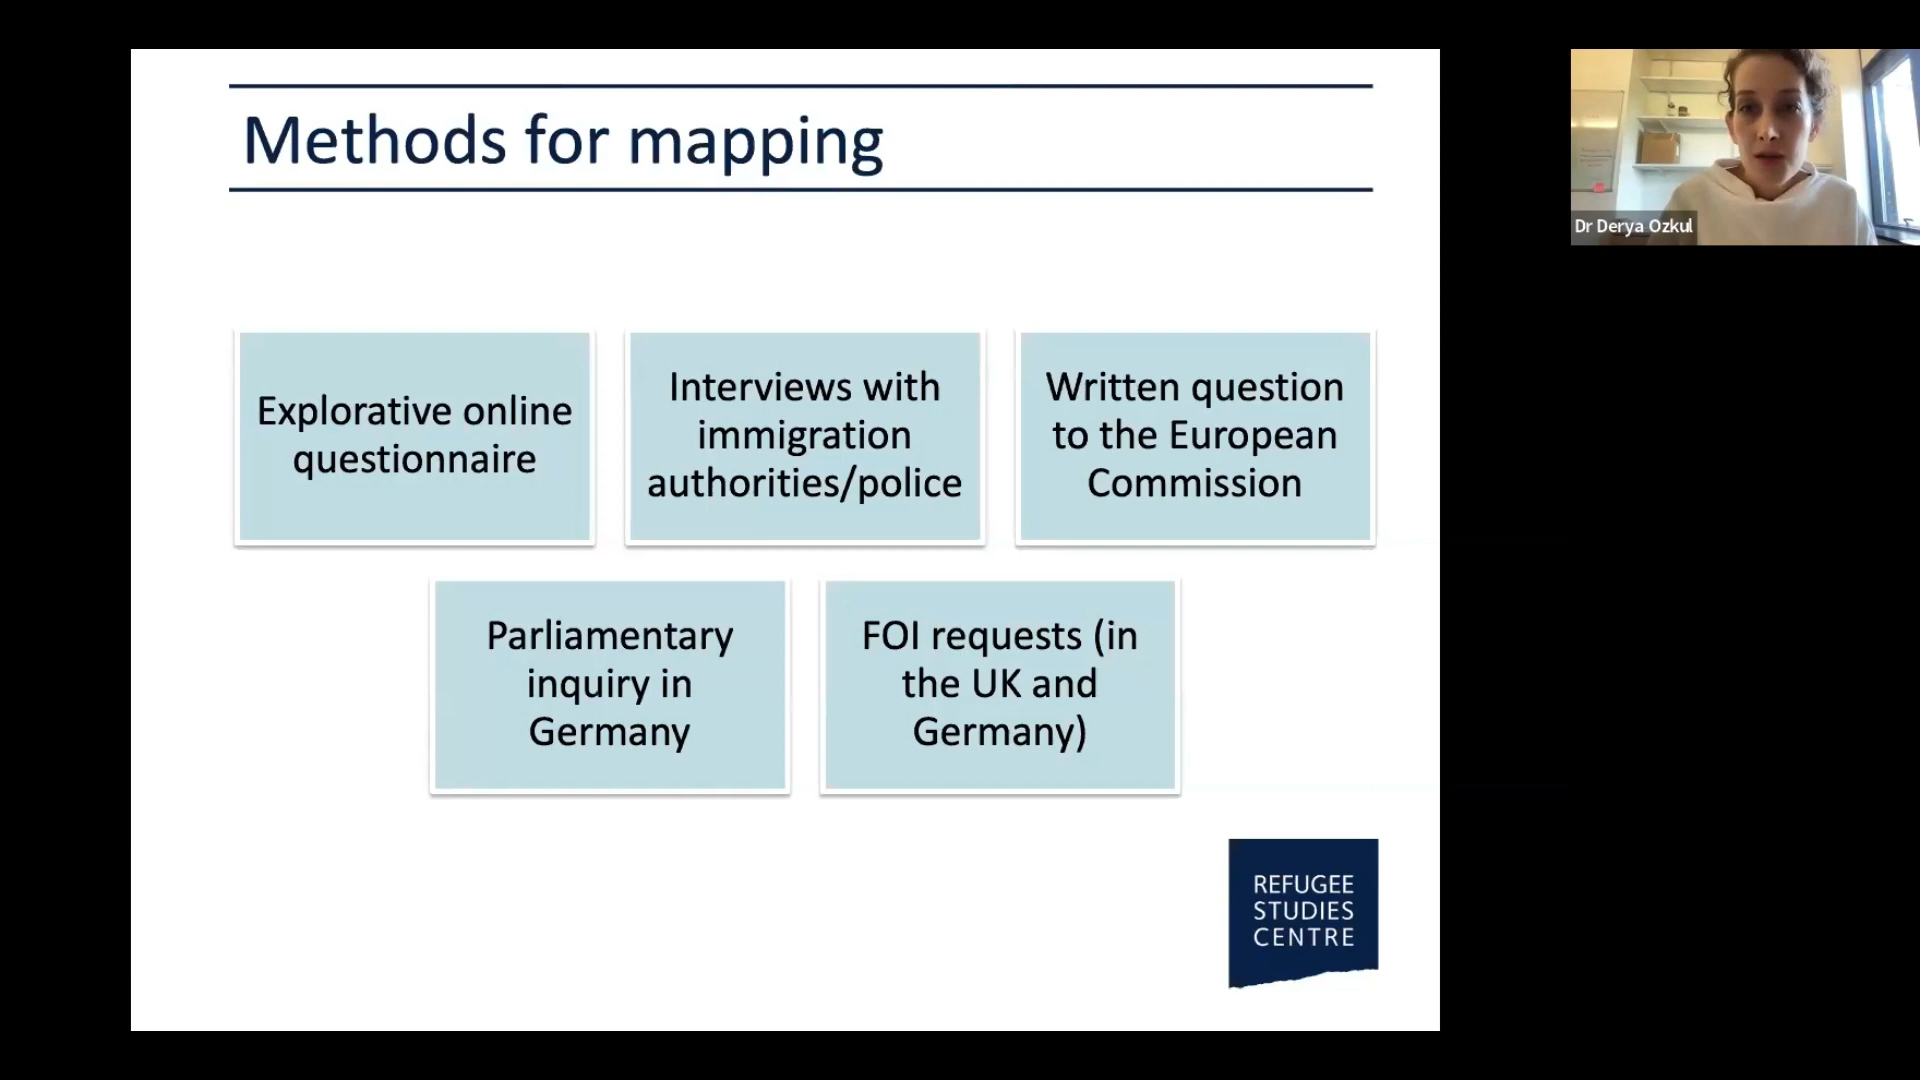 Methods for mapping
Explorative online
questionnaire
Interviews with
immigration
authorities/police
Written question
to the European
Commission
Parliamentary
inquiry in
Germany
FOI requests (in
the UK and
Germany)
REFUGEE
STUDIES
CENTRE
Dr Derya Ozkul